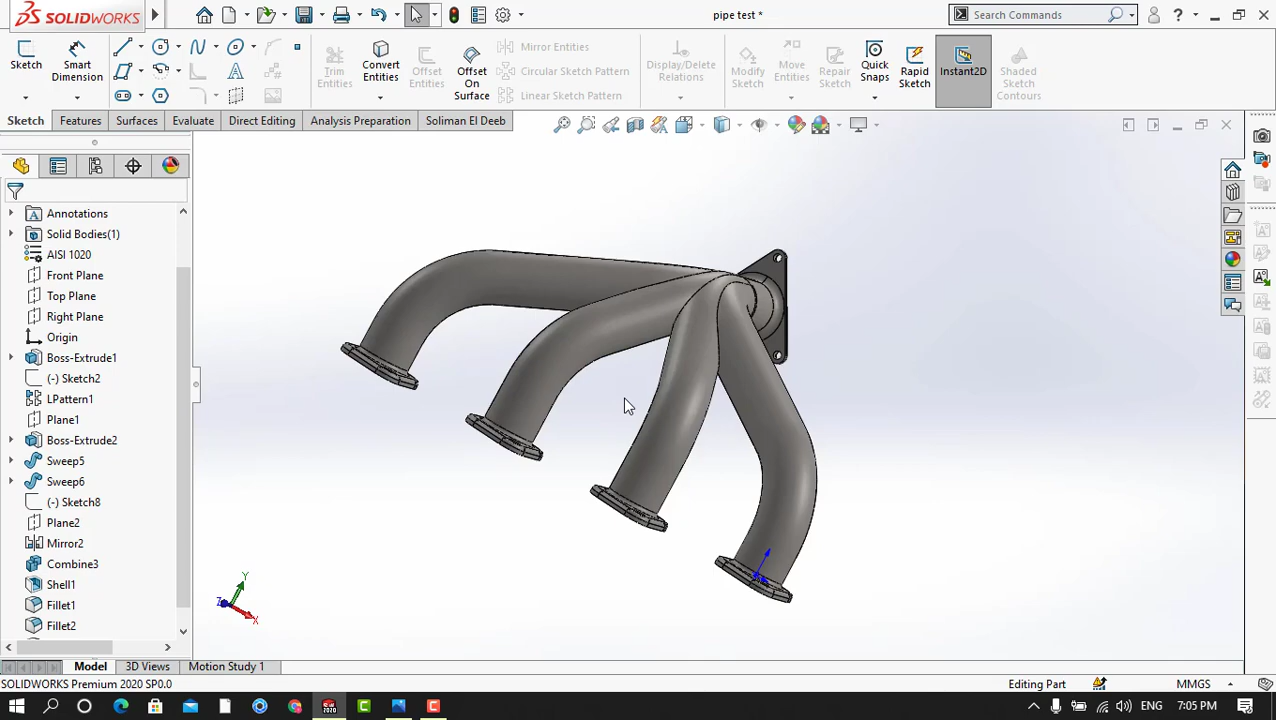 SOLIDWORKS
pipe test *
Search Commands
?
Sketch
Smart Dimension
Trim Entities
Convert Entities
Offset Entities
Offset On Surface
Mirror Entities
Circular Sketch Pattern
Linear Sketch Pattern
Display/Delete Relations
Modify Sketch
Move Entities
Repair Sketch
Quick Snaps
Rapid Sketch
Instant2D
Shaded Sketch Contours
Sketch
Features
Surfaces
Evaluate
Direct Editing
Analysis Preparation
Soliman El Deeb
Annotations
Solid Bodies(1)
AISI 1020
Front Plane
Top Plane
Right Plane
Origin
Boss-Extrude1
(-) Sketch2
LPattern1
Plane1
Boss-Extrude2
Sweep5
Sweep6
(-) Sketch8
Plane2
Mirror2
Combine3
Shell1
Fillet1
Fillet2
Y
Z
X
Model
3D Views
Motion Study 1
SOLIDWORKS Premium 2020 SP0.0
Editing Part
MMGS
ENG
7:05 PM